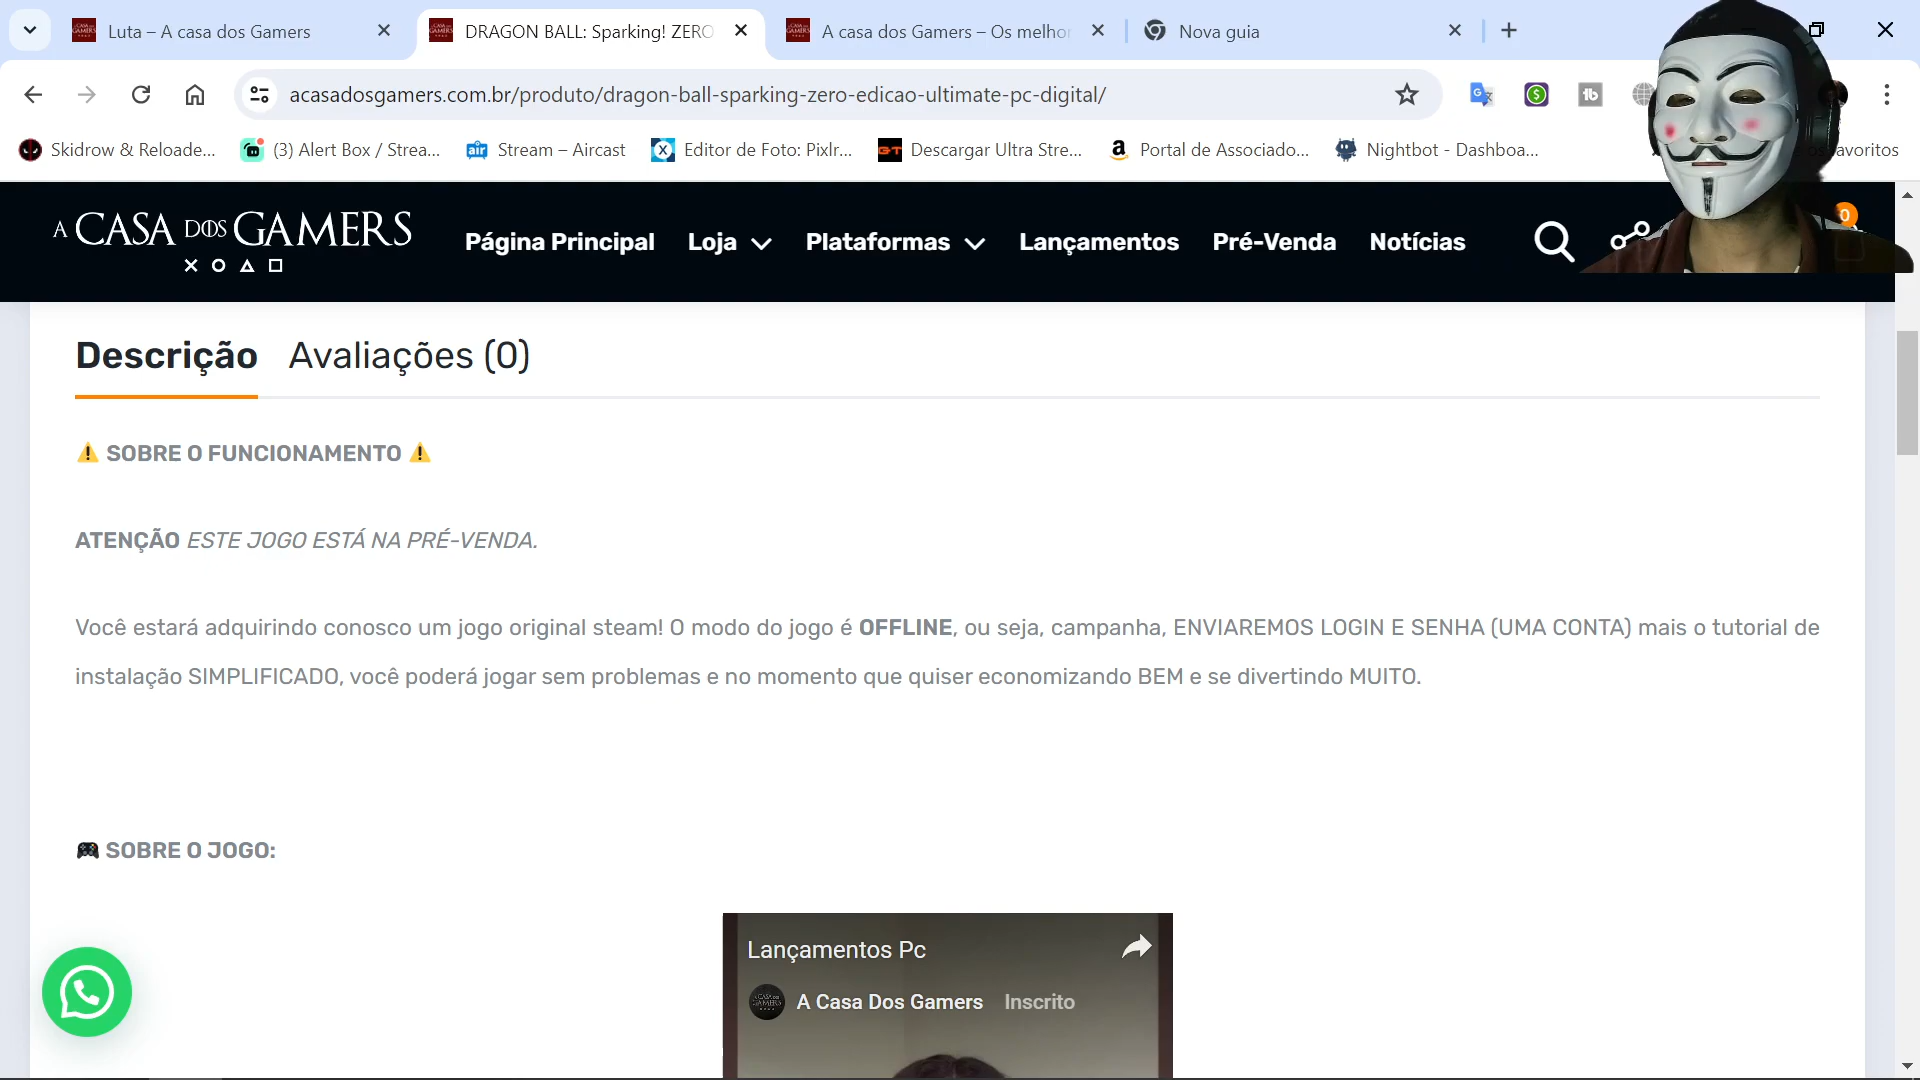 Luta – A casa dos Gamers
DRAGON BALL: Sparking! ZERO
A casa dos Gamers – Os melhor
Nova guia
acasadosgamers.com.br/produto/dragon-ball-sparking-zero-edicao-ultimate-pc-digital/
Skidrow & Reloade...
(3) Alert Box / Strea...
Stream – Aircast
Editor de Foto: Pixlr...
Descargar Ultra Stre...
Portal de Associado...
Nightbot - Dashboa...
A CASA DOS GAMERS
Página Principal
Loja
Plataformas
Lançamentos
Pré-Venda
Notícias
0
Descrição
Avaliações (0)
⚠️ SOBRE O FUNCIONAMENTO ⚠️
ATENÇÃO ESTE JOGO ESTÁ NA PRÉ-VENDA.
Você estará adquirindo conosco um jogo original steam! O modo do jogo é OFFLINE, ou seja, campanha, ENVIAREMOS LOGIN E SENHA (UMA CONTA) mais o tutorial de
instalação SIMPLIFICADO, você poderá jogar sem problemas e no momento que quiser economizando BEM e se divertindo MUITO.
🎮 SOBRE O JOGO:
Lançamentos Pc
A Casa Dos Gamers
Inscrito